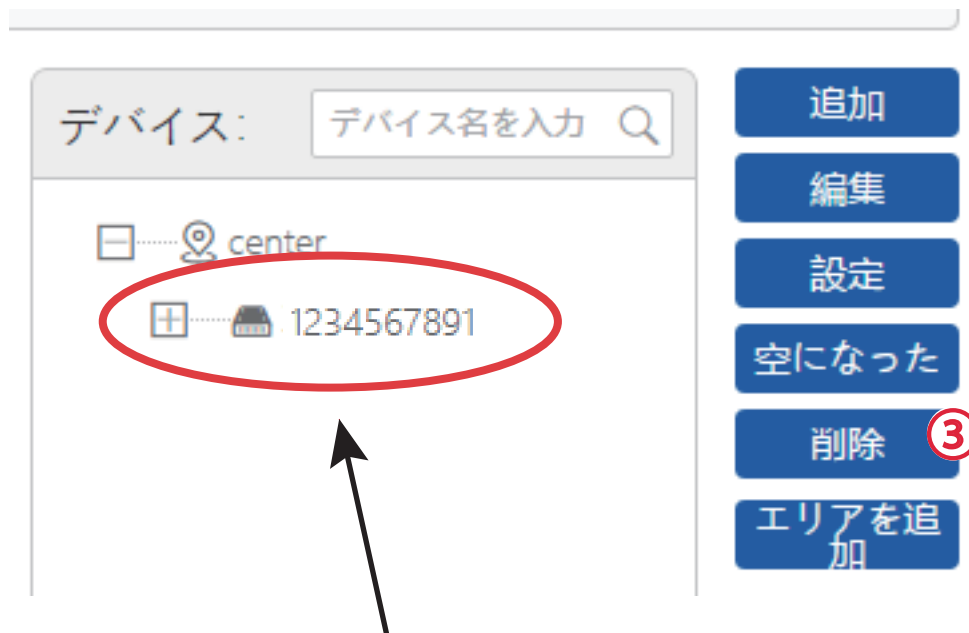 デバイス:
デバイス名を入力
center
1234567891
追加
編集
設定
空になった
削除
③
エリアを追
加